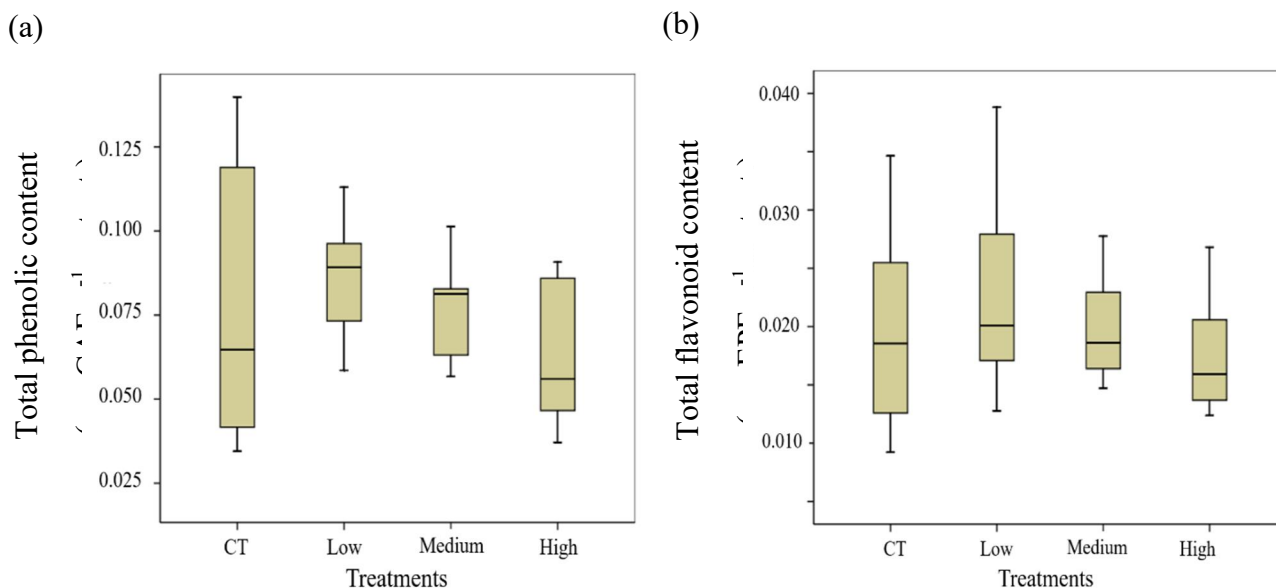 (a)
(b)
Total phenolic content
0.125
0.100
0.075
0.050
0.025
CT Low Medium High
Treatments
Total flavonoid content
0.040
0.030
0.020
0.010
CT Low Medium High
Treatments